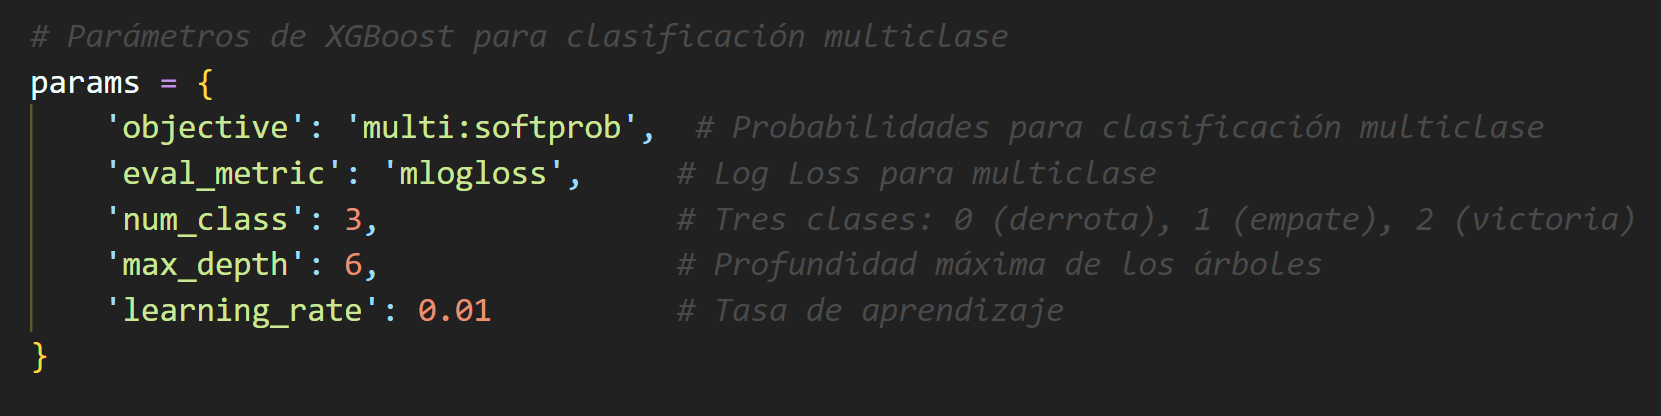 # Parámetros de XGBoost para clasificación multiclase
params = {
    'objective': 'multi:softprob',  # Probabilidades para clasificación multiclase
    'eval_metric': 'mlogloss',     # Log Loss para multiclase
    'num_class': 3,                # Tres clases: 0 (derrota), 1 (empate), 2 (victoria)
    'max_depth': 6,                # Profundidad máxima de los árboles
    'learning_rate': 0.01          # Tasa de aprendizaje
}